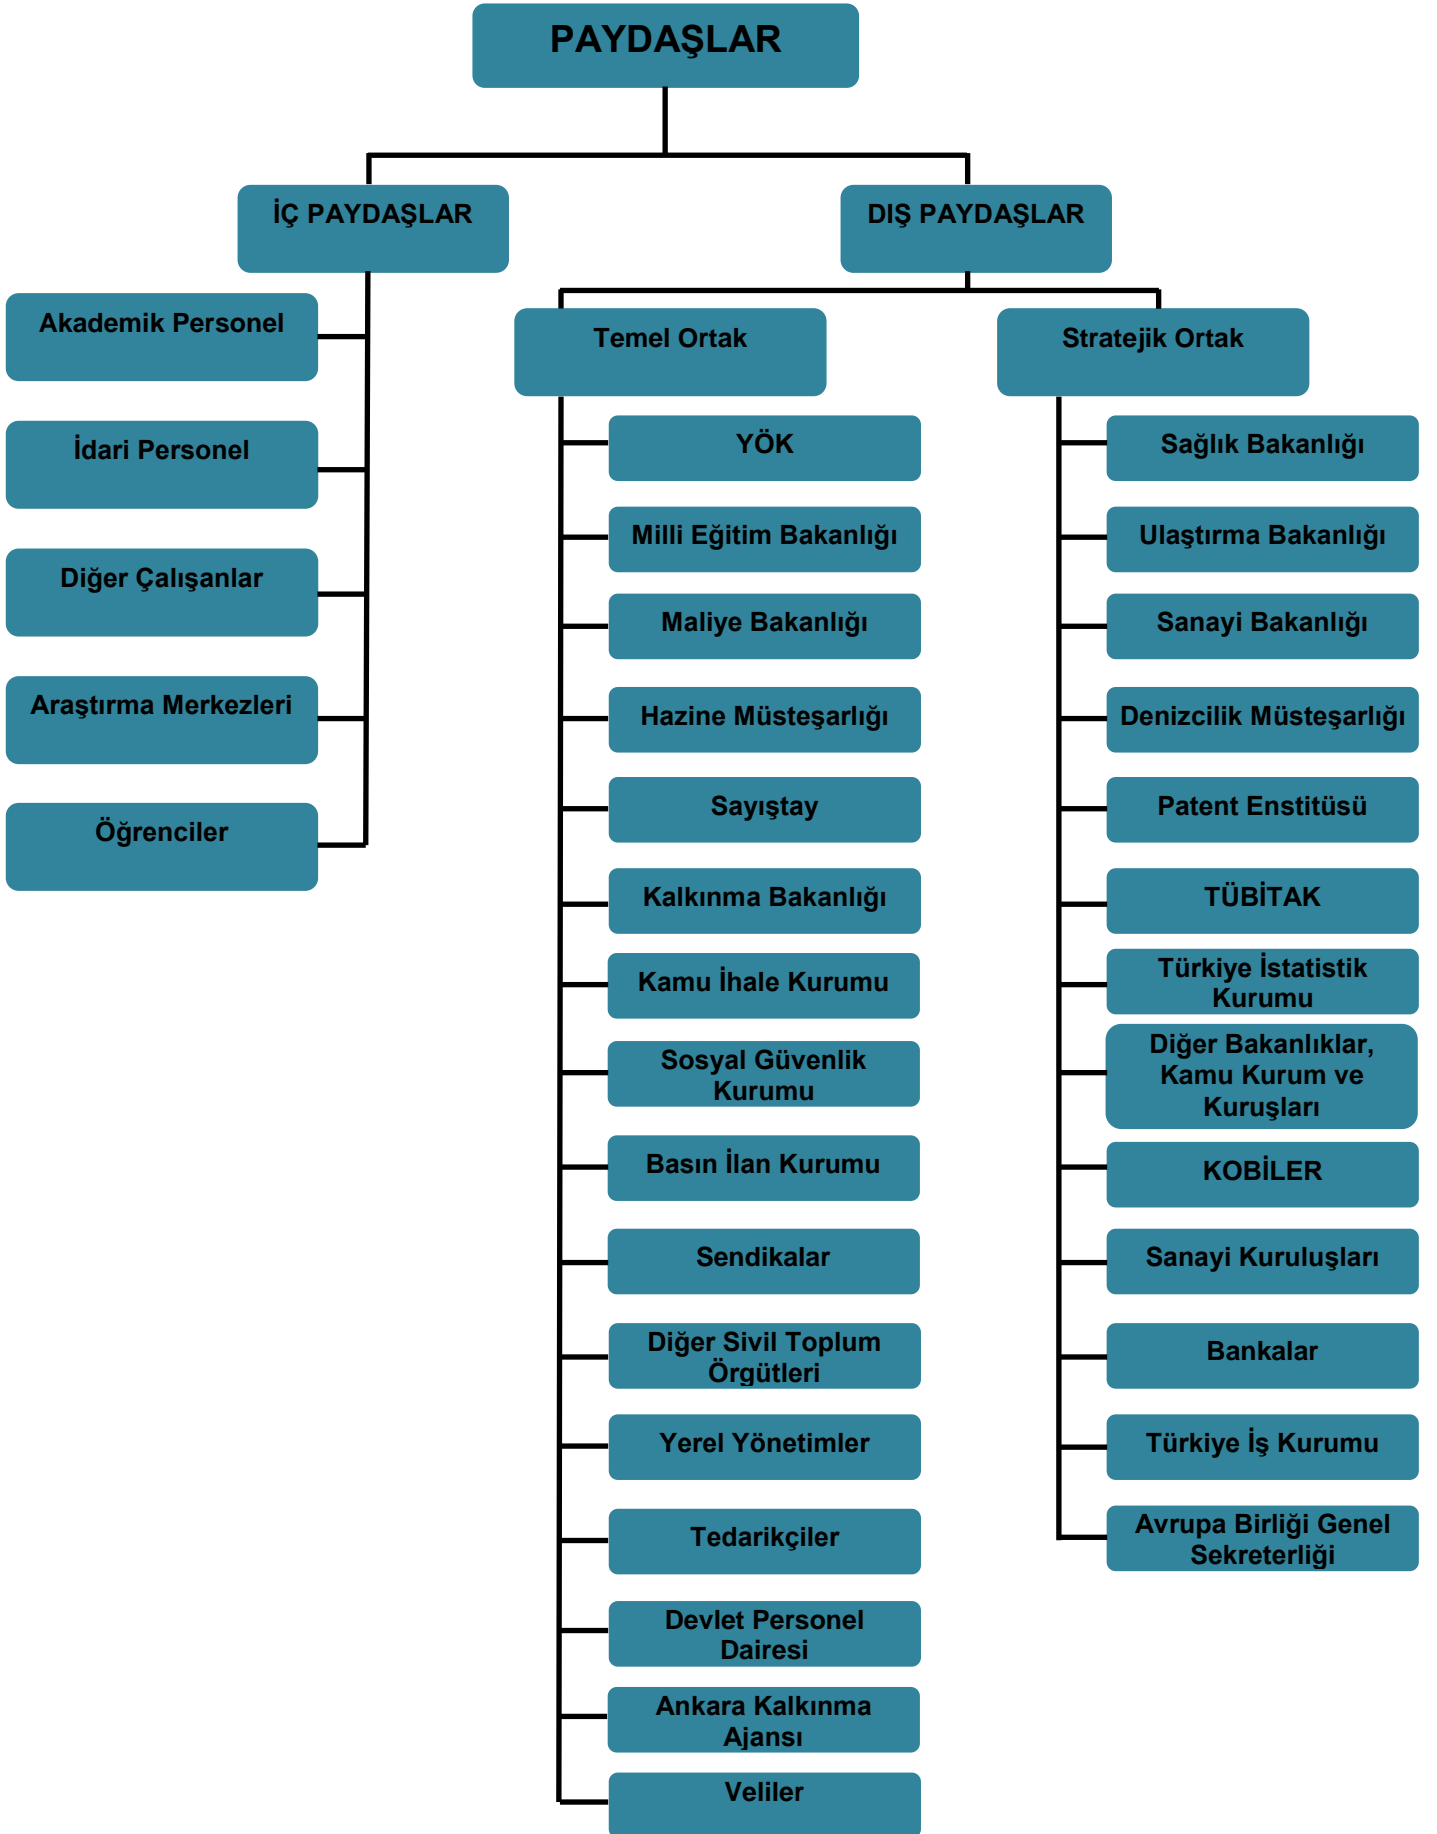 PAYDAŞLAR
İÇ PAYDAŞLAR
DIŞ PAYDAŞLAR
Akademik Personel
İdari Personel
Diğer Çalışanlar
Araştırma Merkezleri
Öğrenciler
Temel Ortak
YÖK
Milli Eğitim Bakanlığı
Maliye Bakanlığı
Hazine Müsteşarlığı
Sayıştay
Kalkınma Bakanlığı
Kamu İhale Kurumu
Sosyal Güvenlik
Kurumu
Basın İlan Kurumu
Sendikalar
Diğer Sivil Toplum
Örgütleri
Yerel Yönetimler
Tedarikçiler
Devlet Personel
Dairesi
Ankara Kalkınma
Ajansı
Veliler
Stratejik Ortak
Sağlık Bakanlığı
Ulaştırma Bakanlığı
Sanayi Bakanlığı
Denizcilik Müsteşarlığı
Patent Enstitüsü
TÜBİTAK
Türkiye İstatistik
Kurumu
Diğer Bakanlıklar,
Kamu Kurum ve
Kuruşları
KOBİLER
Sanayi Kuruluşları
Bankalar
Türkiye İş Kurumu
Avrupa Birliği Genel
Sekreterliği